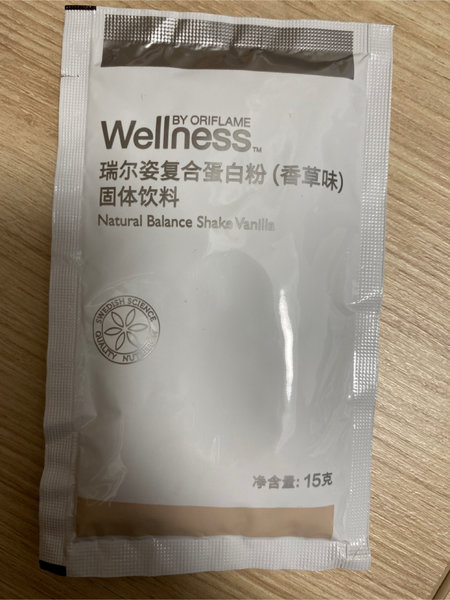 BY ORIFLAME
Wellness™
瑞尔姿复合蛋白粉（香草味）
固体饮料
Natural Balance Shake Vanilla
SWEDISH SCIENCE
QUALITY NUTRITION
净含量: 15克